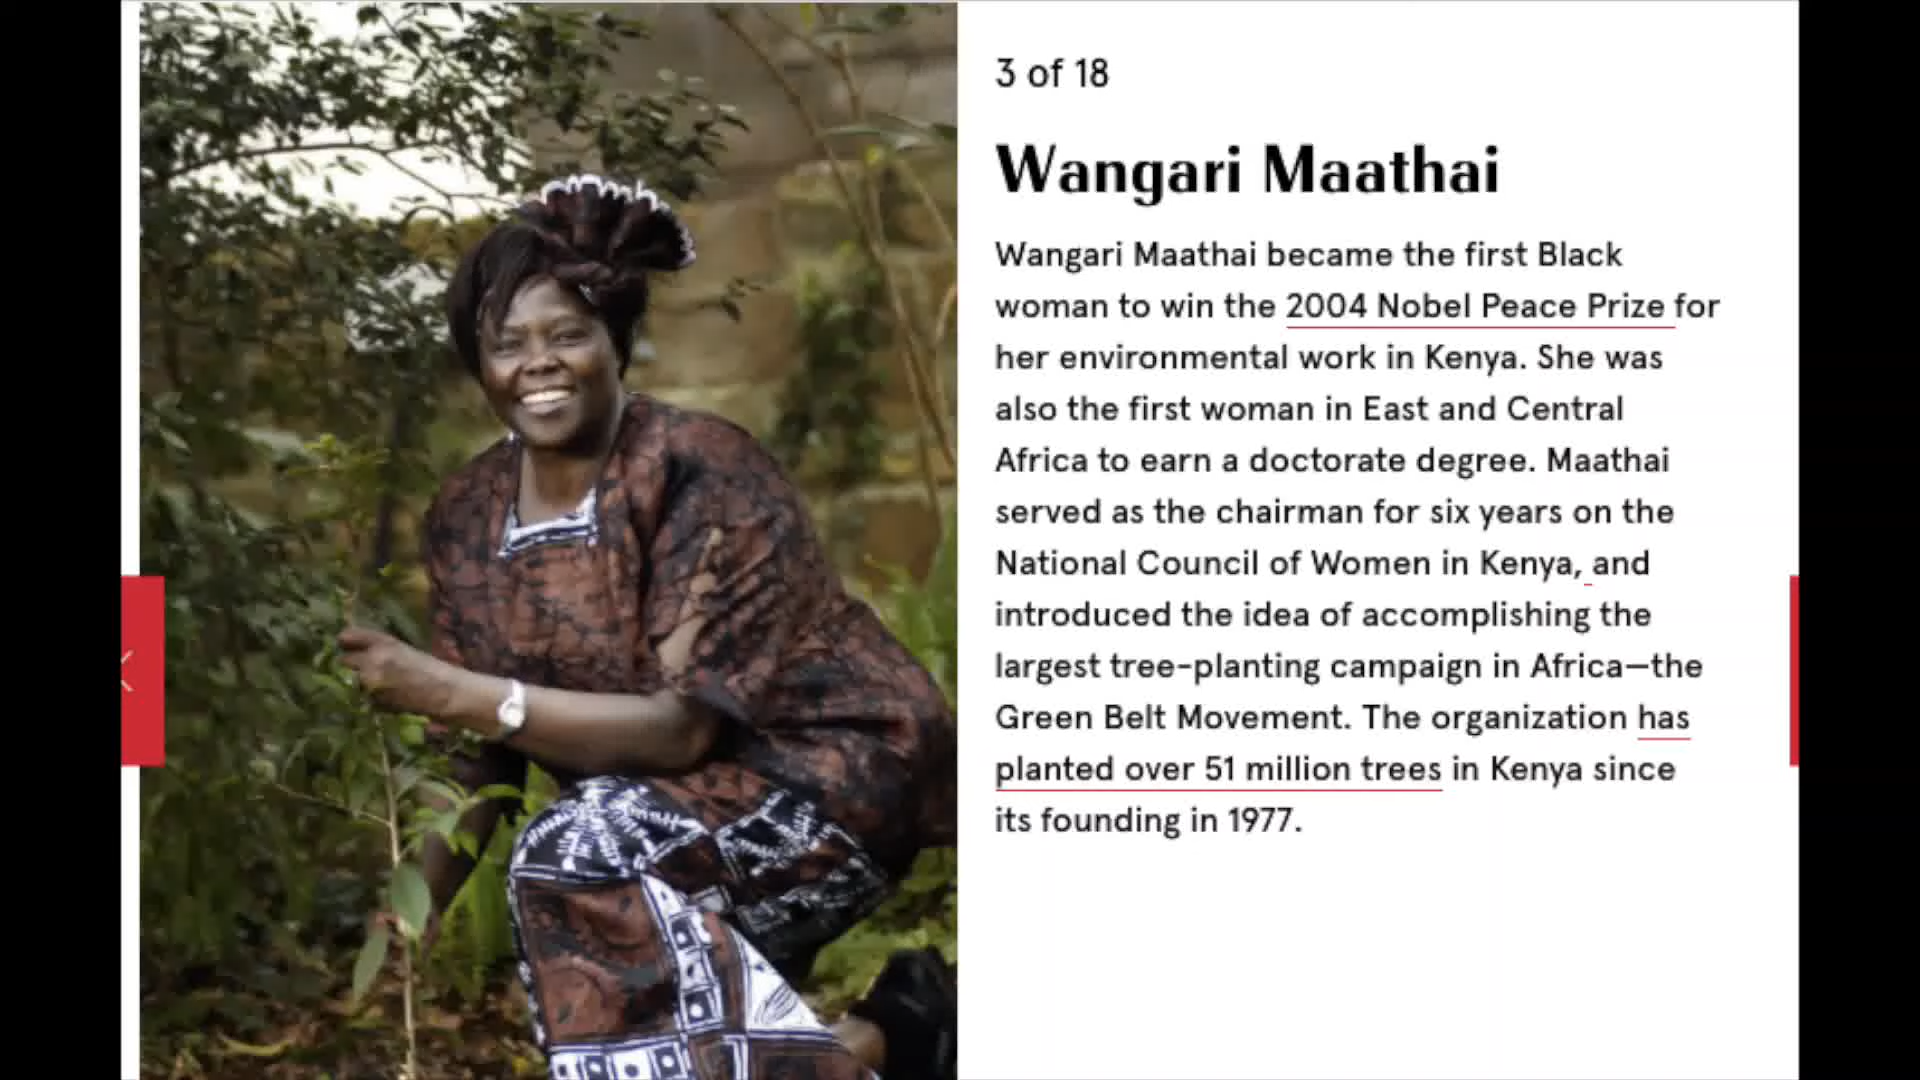 3 of 18
Wangari Maathai
Wangari Maathai became the first Black
woman to win the 2004 Nobel Peace Prize for
her environmental work in Kenya. She was
also the first woman in East and Central
Africa to earn a doctorate degree. Maathai
served as the chairman for six years on the
National Council of Women in Kenya, and
introduced the idea of accomplishing the
largest tree-planting campaign in Africa—the
Green Belt Movement. The organization has
planted over 51 million trees in Kenya since
its founding in 1977.